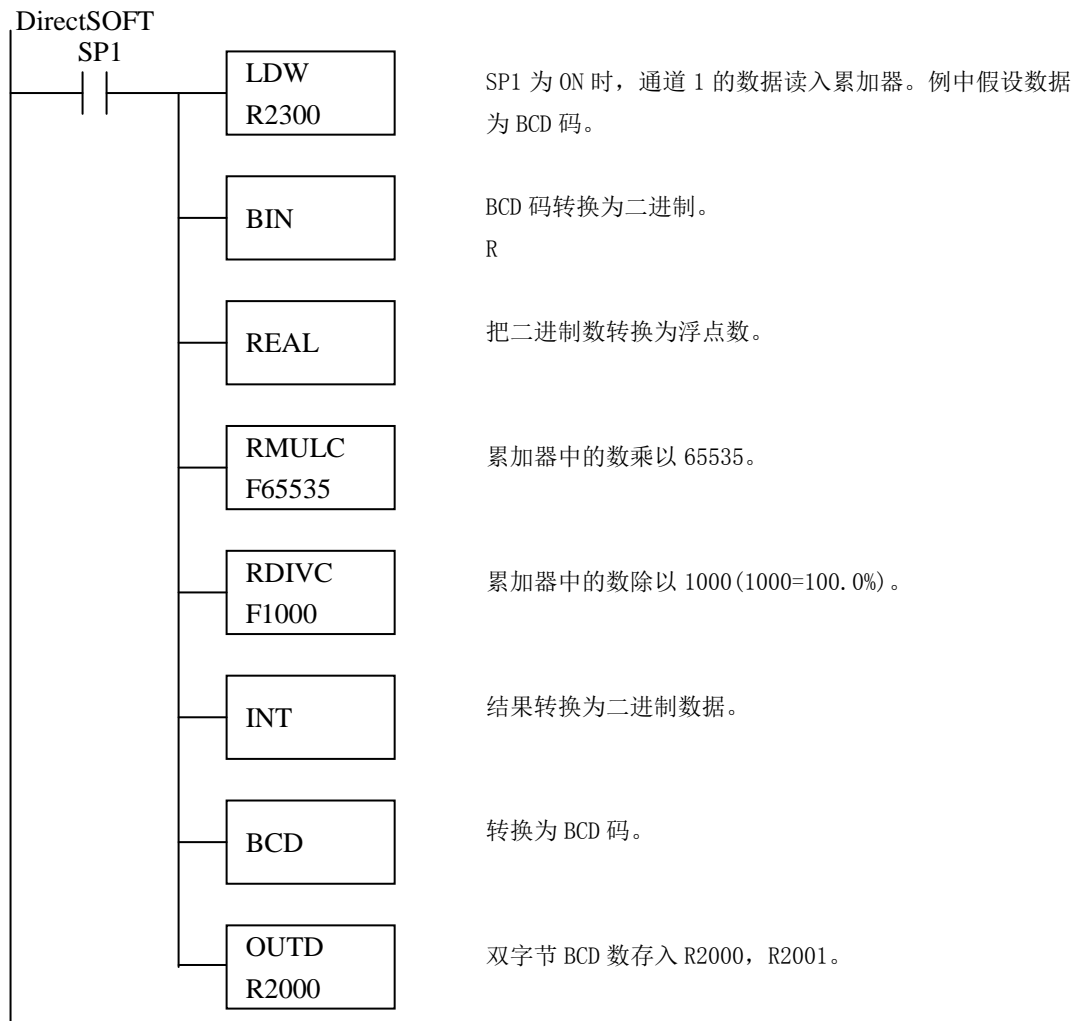 DirectSOFT
SP1
LDW
R2300
SP1 为 ON 时，通道 1 的数据读入累加器。例中假设数据
为 BCD 码。
BIN
BCD 码转换为二进制。
R
REAL
把二进制数转换为浮点数。
RMULC
F65535
累加器中的数乘以 65535。
RDIVC
F1000
累加器中的数除以 1000(1000=100.0%)。
INT
结果转换为二进制数据。
BCD
转换为 BCD 码。
OUTD
R2000
双字节 BCD 数存入 R2000，R2001。